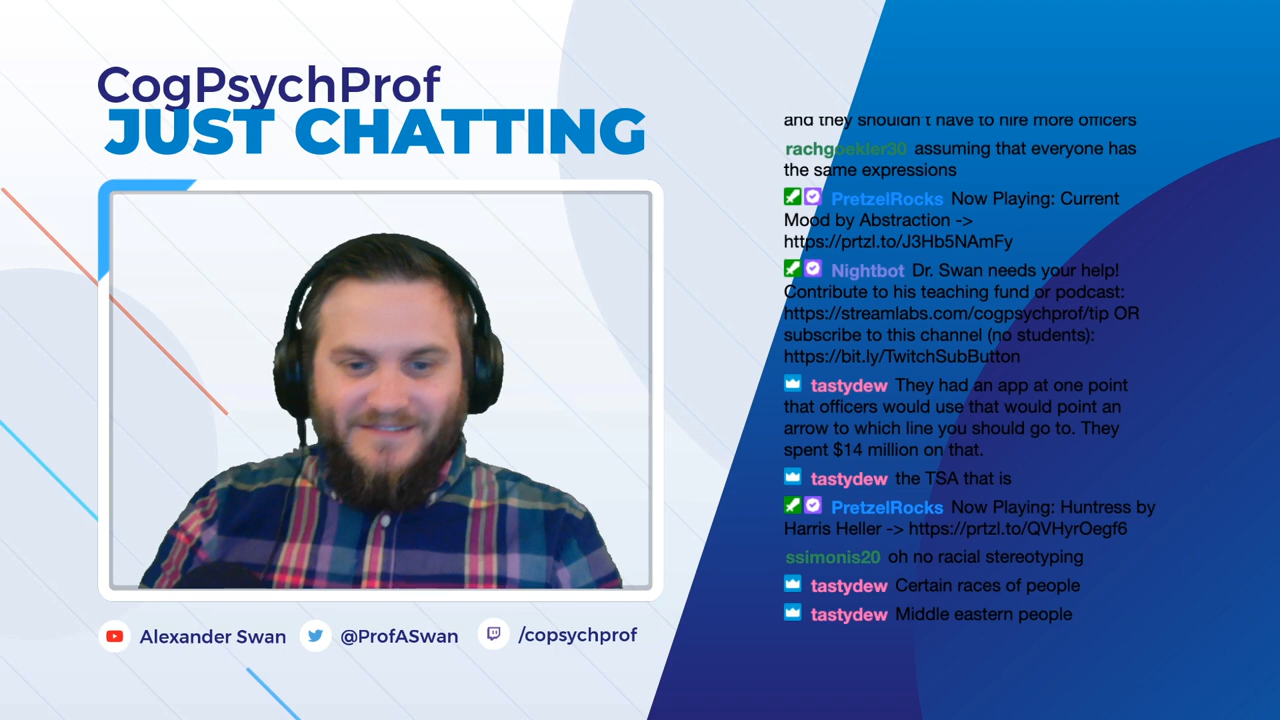 CogPsychProf
JUST CHATTING
Alexander Swan
@ProfASwan
/copsychprof
and they shouldn't have to hire more officers
rachgoekler30 assuming that everyone has
the same expressions
PretzelRocks Now Playing: Current
Mood by Abstraction ->
https://prtzl.to/J3Hb5NAmFy
Nightbot Dr. Swan needs your help!
Contribute to his teaching fund or podcast:
https://streamlabs.com/cogpsychprof/tip OR
subscribe to this channel (no students):
https://bit.ly/TwitchSubButton
tastydew They had an app at one point
that officers would use that would point an
arrow to which line you should go to. They
spent $14 million on that.
tastydew the TSA that is
PretzelRocks Now Playing: Huntress by
Harris Heller -> https://prtzl.to/QVHyrOegf6
ssimonis20 oh no racial stereotyping
tastydew Certain races of people
tastydew Middle eastern people